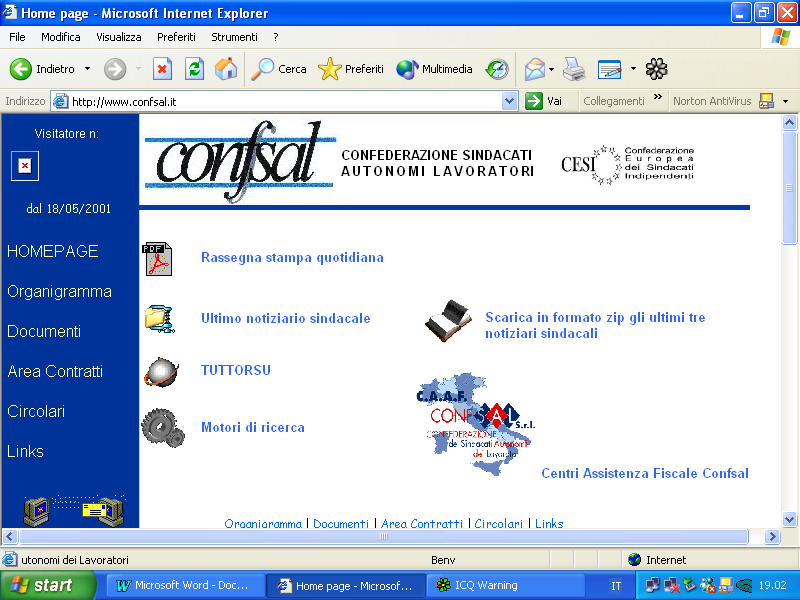 Home page - Microsoft Internet Explorer
File Modifica Visualizza Preferiti Strumenti ?
Indietro Cerca Preferiti Multimedia
Indirizzo http://www.confsal.it Vai Collegamenti » Norton AntiVirus
Visitatore n:
dal 18/05/2001
HOMEPAGE
Organigramma
Documenti
Area Contratti
Circolari
Links
confsal
CONFEDERAZIONE SINDACATI
AUTONOMI LAVORATORI
CESI
Confederazione
Europea
dei Sindacati
Indipendenti
PDF
Rassegna stampa quotidiana
Ultimo notiziario sindacale
Scarica in formato zip gli ultimi tre
notiziari sindacali
TUTTORSU
Motori di ricerca
C.A.A.F.
CONFSAL S.r.l.
CONFEDERAZIONE
dei Sindacati Autonomi
dei Lavoratori
Centri Assistenza Fiscale Confsal
Organigramma | Documenti | Area Contratti | Circolari | Links
utonomi dei Lavoratori Benv Internet
start Microsoft Word - Doc... Home page - Microsof... ICQ Warning IT 19.02